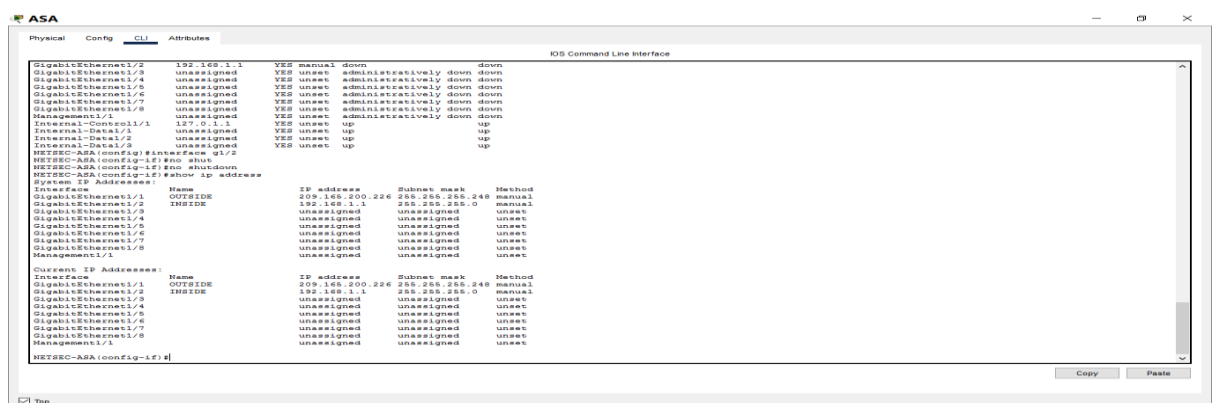 ASA
Physical Config CLI Attributes
IOS Command Line Interface
GigabitEthernet1/2 192.168.1.1 YES manual down down
GigabitEthernet1/3 unassigned YES unset administratively down down
GigabitEthernet1/4 unassigned YES unset administratively down down
GigabitEthernet1/5 unassigned YES unset administratively down down
GigabitEthernet1/6 unassigned YES unset administratively down down
GigabitEthernet1/7 unassigned YES unset administratively down down
GigabitEthernet1/8 unassigned YES unset administratively down down
Management1/1 unassigned YES unset administratively down down
Internal-Control1/1 127.0.1.1 YES unset up up
Internal-Data1/1 unassigned YES unset up up
Internal-Data1/2 unassigned YES unset up up
Internal-Data1/3 unassigned YES unset up up
NETSEC-ASA(config)#interface g1/2
NETSEC-ASA(config-if)#no shut
NETSEC-ASA(config-if)#no shutdown
NETSEC-ASA(config-if)#show ip address
System IP Addresses:
Interface Name IP address Subnet mask Method
GigabitEthernet1/1 OUTSIDE 209.165.200.226 255.255.255.248 manual
GigabitEthernet1/2 INSIDE 192.168.1.1 255.255.255.0 manual
GigabitEthernet1/3 unassigned unassigned unset
GigabitEthernet1/4 unassigned unassigned unset
GigabitEthernet1/5 unassigned unassigned unset
GigabitEthernet1/6 unassigned unassigned unset
GigabitEthernet1/7 unassigned unassigned unset
GigabitEthernet1/8 unassigned unassigned unset
Management1/1 unassigned unassigned unset
Current IP Addresses:
Interface Name IP address Subnet mask Method
GigabitEthernet1/1 OUTSIDE 209.165.200.226 255.255.255.248 manual
GigabitEthernet1/2 INSIDE 192.168.1.1 255.255.255.0 manual
GigabitEthernet1/3 unassigned unassigned unset
GigabitEthernet1/4 unassigned unassigned unset
GigabitEthernet1/5 unassigned unassigned unset
GigabitEthernet1/6 unassigned unassigned unset
GigabitEthernet1/7 unassigned unassigned unset
GigabitEthernet1/8 unassigned unassigned unset
Management1/1 unassigned unassigned unset
NETSEC-ASA(config-if)#
Copy Paste
Top